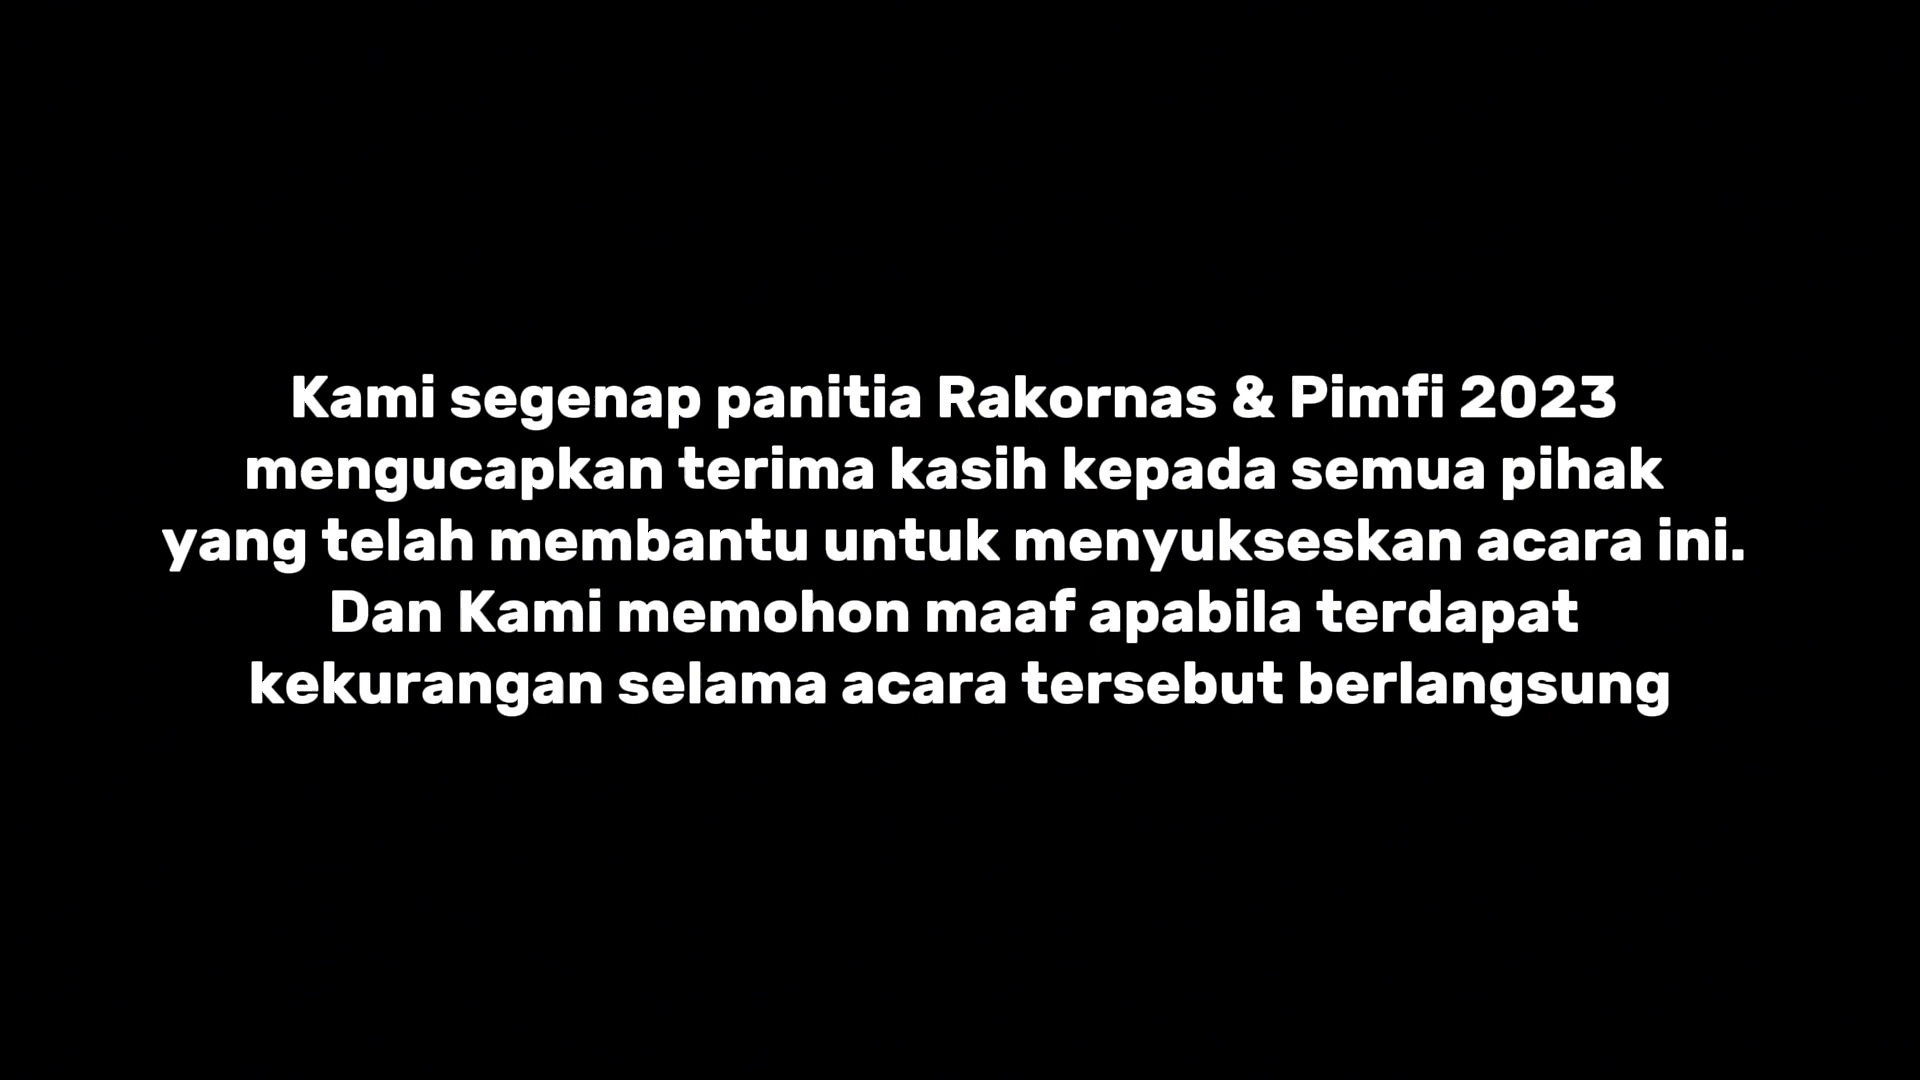 Kami segenap panitia Rakornas & Pimfi 2023
mengucapkan terima kasih kepada semua pihak
yang telah membantu untuk menyukseskan acara ini.
Dan Kami memohon maaf apabila terdapat
kekurangan selama acara tersebut berlangsung